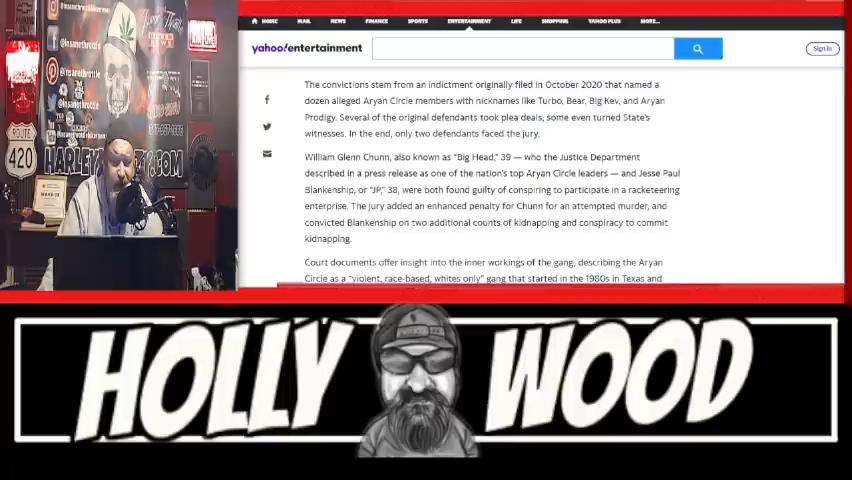 HOME MAIL NEWS FINANCE SPORTS ENTERTAINMENT LIFE SHOPPING YAHOO PLUS MORE...
yahoo!entertainment
Sign in
The convictions stem from an indictment originally filed in October 2020 that named a
dozen alleged Aryan Circle members with nicknames like Turbo, Bear, Big Kev, and Aryan
Prodigy. Several of the original defendants took plea deals; some even turned State's
witnesses. In the end, only two defendants faced the jury.
William Glenn Chunn, also known as "Big Head," 39 — who the Justice Department
described in a press release as one of the nation's top Aryan Circle leaders — and Jesse Paul
Blankenship, or "JP," 38, were both found guilty of conspiring to participate in a racketeering
enterprise. The jury added an enhanced penalty for Chunn for an attempted murder, and
convicted Blankenship on two additional counts of kidnapping and conspiracy to commit
kidnapping.
Court documents offer insight into the inner workings of the gang, describing the Aryan
Circle as a "violent, race-based, whites only" gang that started in the 1980s in Texas and
@insanethrottle
@insanethrottle
@insanethrottle
ROUTE
420
HARLEY
.COM
HOLLY WOOD